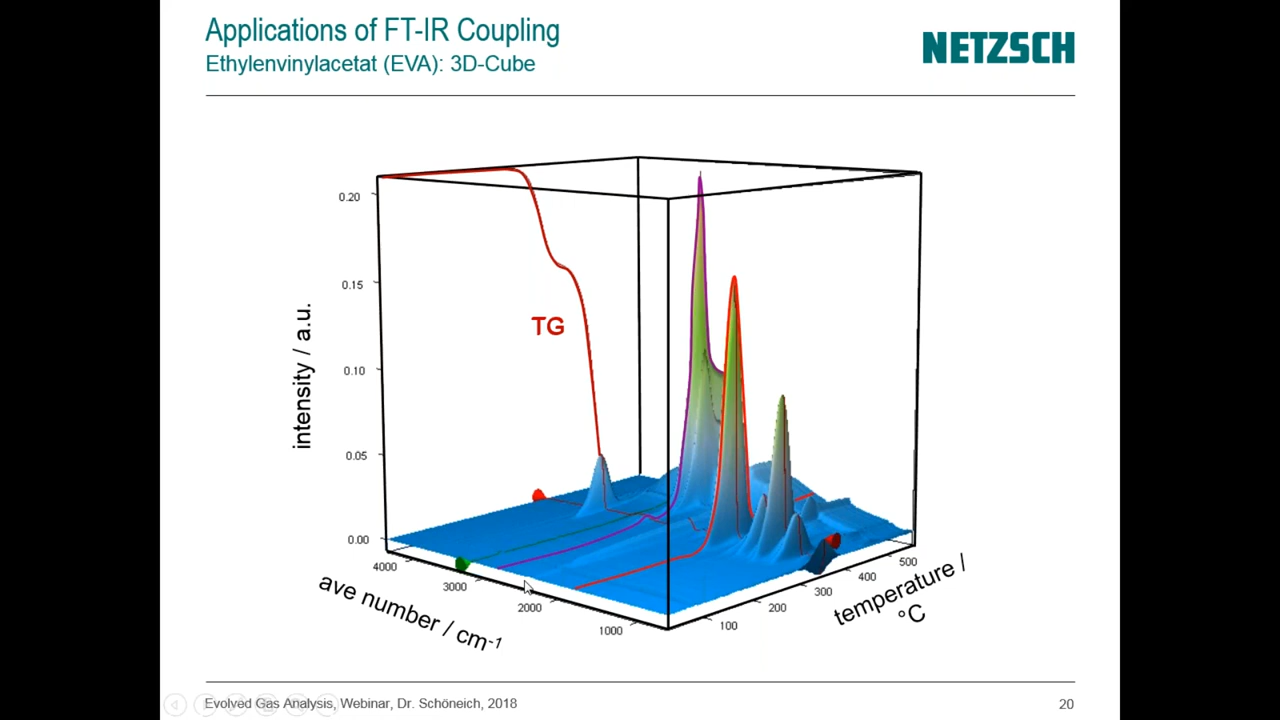 Applications of FT-IR Coupling
Ethylenvinylacetat (EVA): 3D-Cube
NETZSCH
0.20
0.15
0.10
0.05
0.00
intensity / a.u.
TG
4000
3000
2000
1000
ave number / cm-1
100
200
300
400
500
temperature /
°C
Evolved Gas Analysis, Webinar, Dr. Schöneich, 2018
20